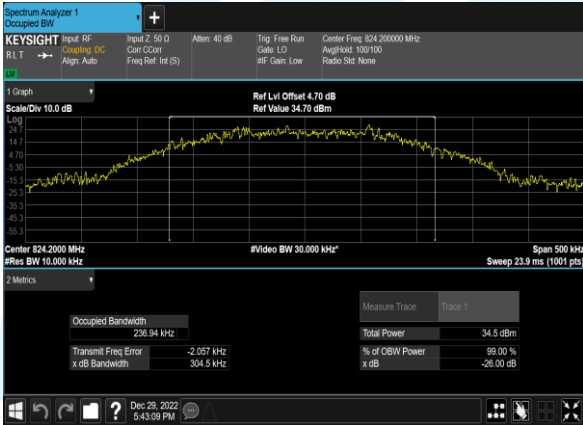 Spectrum Analyzer 1
Occupied BW
+
KEYSIGHT Input: RF Input Z: 50 Ω Atten: 40 dB Trig: Free Run Center Freq: 824.200000 MHz
RLT Coupling: DC Corr CCorr Gate: LO Avg|Hold: 100/100
Align: Auto Freq Ref: Int (S) #IF Gain: Low Radio Std: None
LW
1 Graph
Scale/Div 10.0 dB
Ref Lvl Offset 4.70 dB
Ref Value 34.70 dBm
Log
24.7
14.7
4.70
-5.30
-15.3
-25.3
-35.3
-45.3
-55.3
Center 824.2000 MHz #Video BW 30.000 kHz* Span 500 kHz
#Res BW 10.000 kHz Sweep 23.9 ms (1001 pts)
2 Metrics
Measure Trace Trace 1
Occupied Bandwidth
236.94 kHz
Total Power 34.5 dBm
Transmit Freq Error -2.057 kHz % of OBW Power 99.00 %
x dB Bandwidth 304.5 kHz x dB -26.00 dB
?
Dec 29, 2022
5:43:09 PM